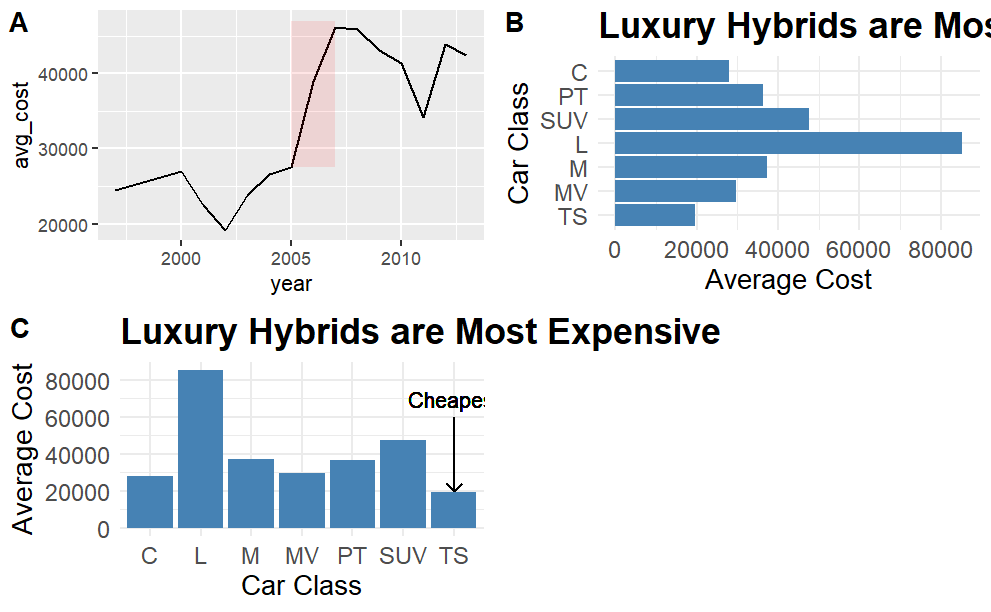 A
avg_cost
40000
30000
20000
2000 2005 2010
year
B
Luxury Hybrids are Mos
Car Class
C
PT
SUV
L
M
MV
TS
0 20000 40000 60000 80000
Average Cost
C
Luxury Hybrids are Most Expensive
Average Cost
80000
60000
40000
20000
0
Cheapes
C L M MV PT SUV TS
Car Class